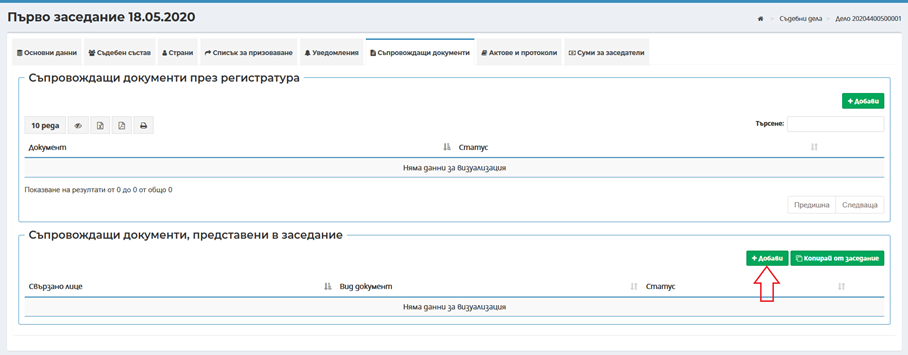 Първо заседание 18.05.2020
Съдебни дела
Дело 20204400500001
Основни данни
Съдебен състав
Страни
Списък за призоваване
Уведомления
Съпровождащи документи
Актове и протоколи
Суми за заседатели
Съпровождащи документи през регистратура
+ Добави
10 реда
Търсене:
Документ
Статус
Няма данни за визуализация
Показване на резултати от 0 до 0 от общо 0
Предишна
Следваща
Съпровождащи документи, представени в заседание
+ Добави
Копирай от заседание
Свързано лице
Вид документ
Статус
Няма данни за визуализация